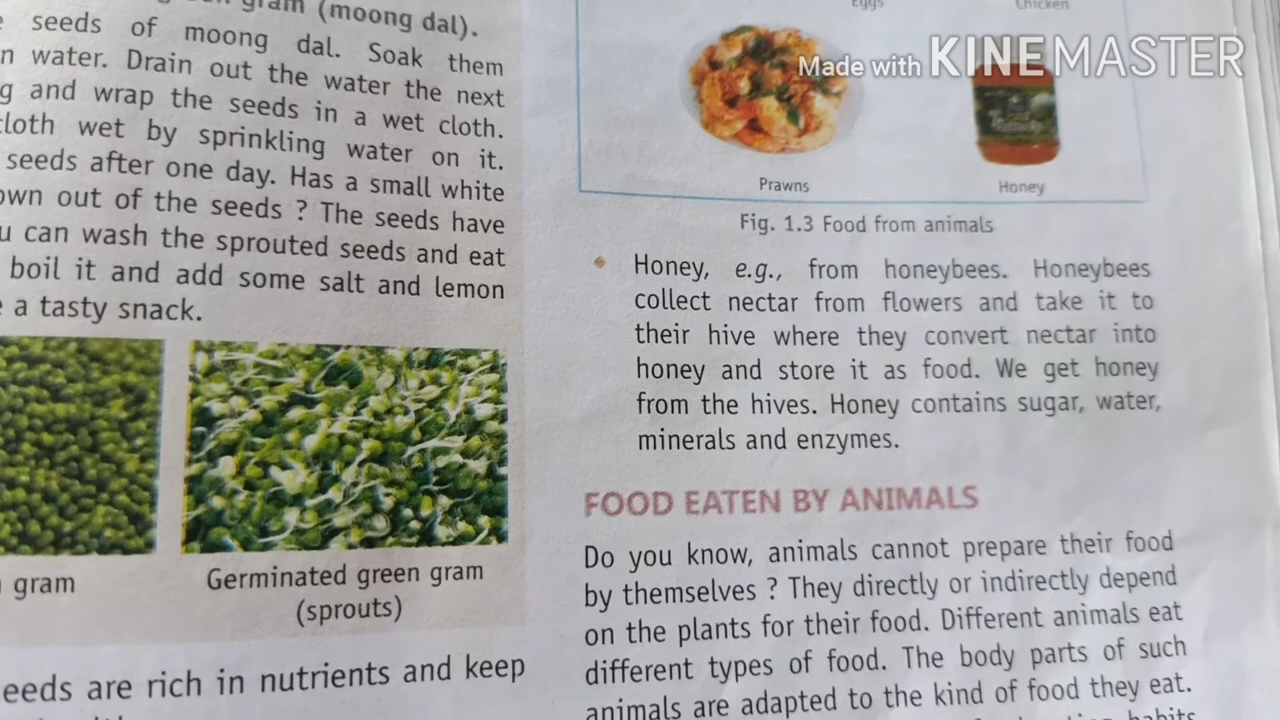 gram (moong dal).
seeds of moong dal. Soak them
n water. Drain out the water the next
g and wrap the seeds in a wet cloth.
cloth wet by sprinkling water on it.
seeds after one day. Has a small white
own out of the seeds ? The seeds have
u can wash the sprouted seeds and eat
boil it and add some salt and lemon
a tasty snack.
gram
Germinated green gram
(sprouts)
eeds are rich in nutrients and keep
Eggs
Chicken
Made with KINEMASTER
Prawns
Honey
Fig. 1.3 Food from animals
Honey, e.g., from honeybees. Honeybees
collect nectar from flowers and take it to
their hive where they convert nectar into
honey and store it as food. We get honey
from the hives. Honey contains sugar, water,
minerals and enzymes.
FOOD EATEN BY ANIMALS
Do you know, animals cannot prepare their food
by themselves ? They directly or indirectly depend
on the plants for their food. Different animals eat
different types of food. The body parts of such
animals are adapted to the kind of food they eat.
habits